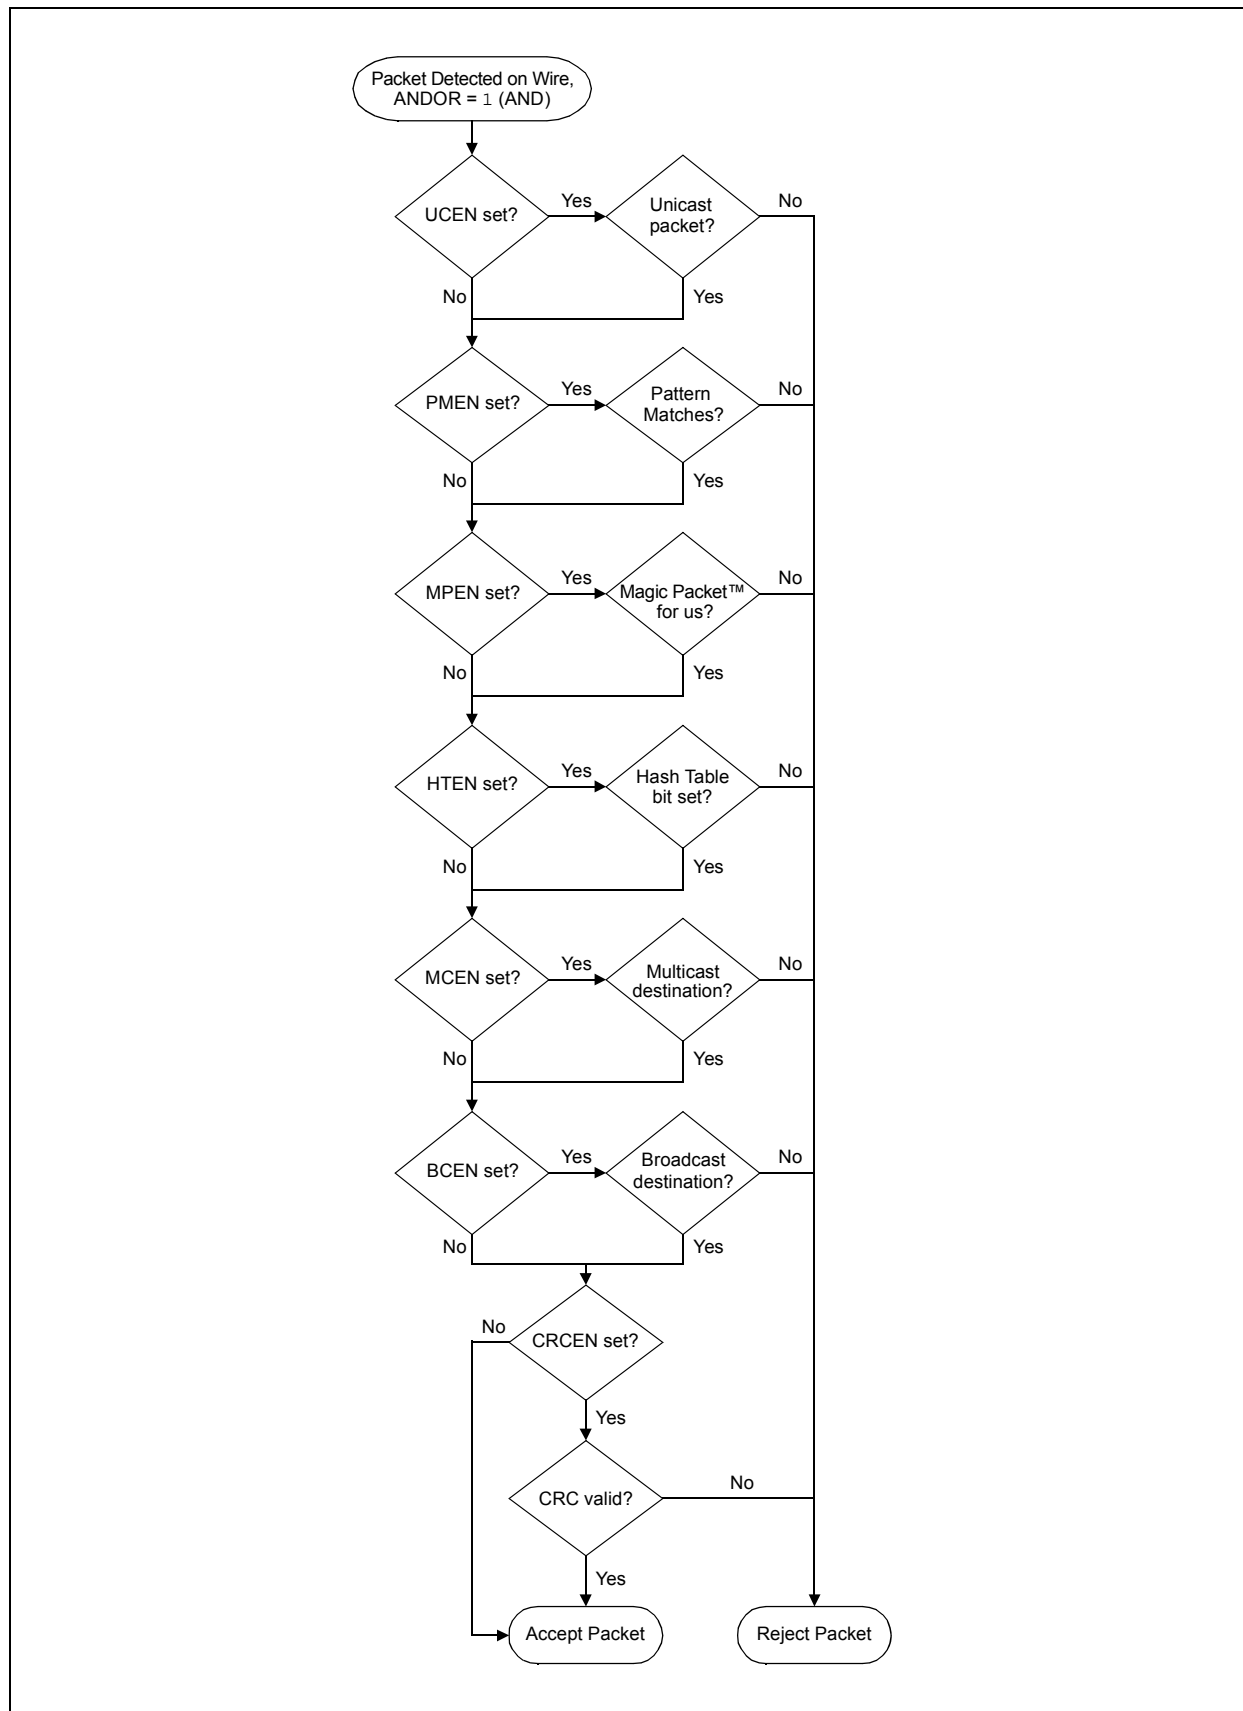 Packet Detected on Wire,
ANDOR = 1 (AND)
UCEN set?
Yes
Unicast
packet?
No
No
Yes
PMEN set?
Yes
Pattern
Matches?
No
No
Yes
MPEN set?
Yes
Magic Packet™
for us?
No
No
Yes
HTEN set?
Yes
Hash Table
bit set?
No
No
Yes
MCEN set?
Yes
Multicast
destination?
No
No
Yes
BCEN set?
Yes
Broadcast
destination?
No
No
Yes
No
CRCEN set?
Yes
CRC valid?
No
Yes
Accept Packet
Reject Packet